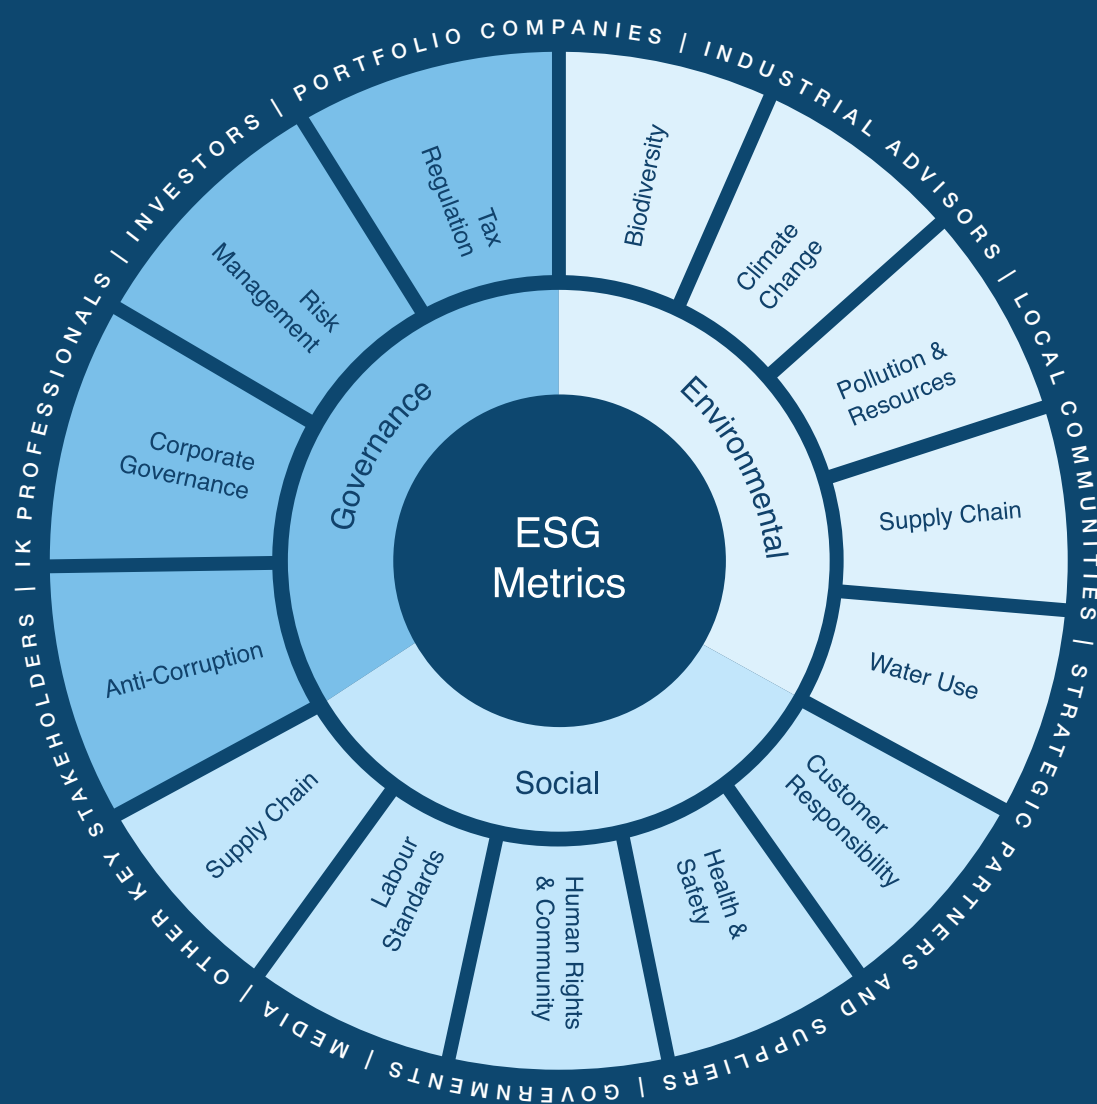 ESG
Metrics
Environmental
Social
Governance
Biodiversity
Climate
Change
Pollution &
Resources
Supply Chain
Water Use
Customer
Responsibility
Health &
Safety
Human Rights
& Community
Labour
Standards
Supply Chain
Anti-Corruption
Corporate
Governance
Risk
Management
Tax
Regulation
IK PROFESSIONALS | INVESTORS | PORTFOLIO COMPANIES | INDUSTRIAL ADVISORS | LOCAL COMMUNITIES | STRATEGIC PARTNERS AND SUPPLIERS | GOVERNMENTS | MEDIA | OTHER KEY STAKEHOLDERS |